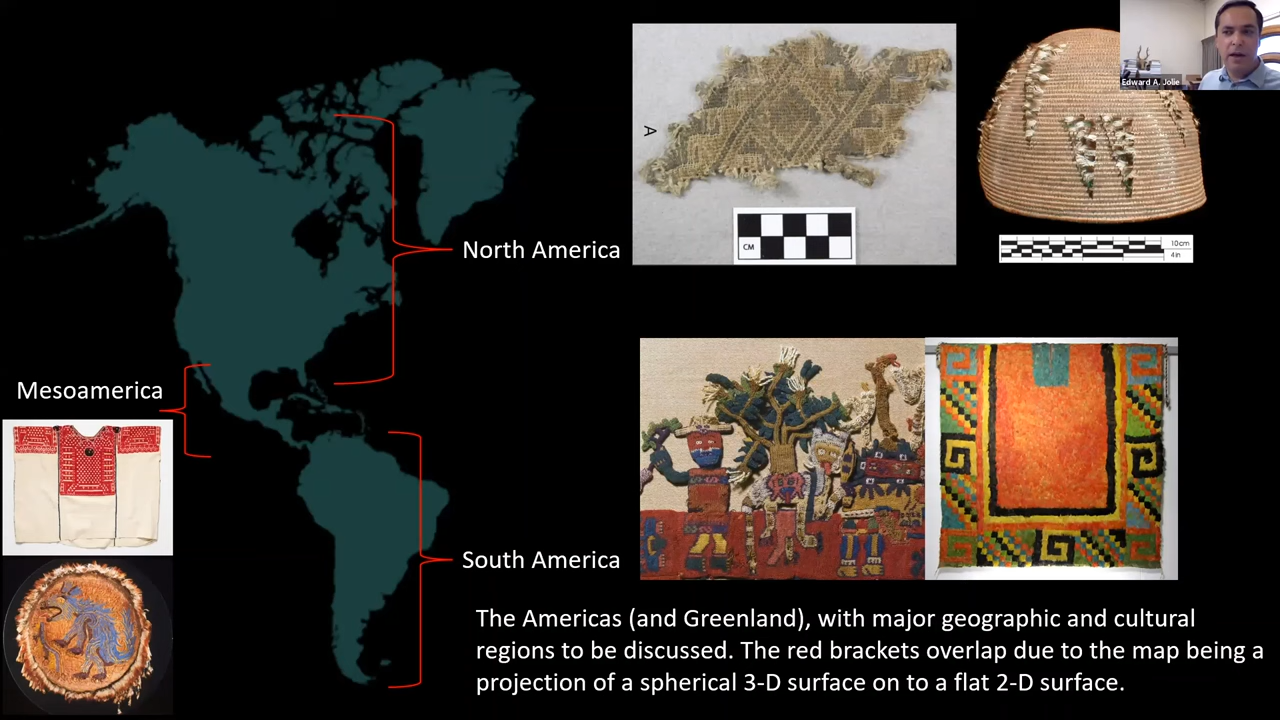 Edward A. Jolie
A
CM
North America
10cm
4in
Mesoamerica
South America
The Americas (and Greenland), with major geographic and cultural
regions to be discussed. The red brackets overlap due to the map being a
projection of a spherical 3-D surface on to a flat 2-D surface.